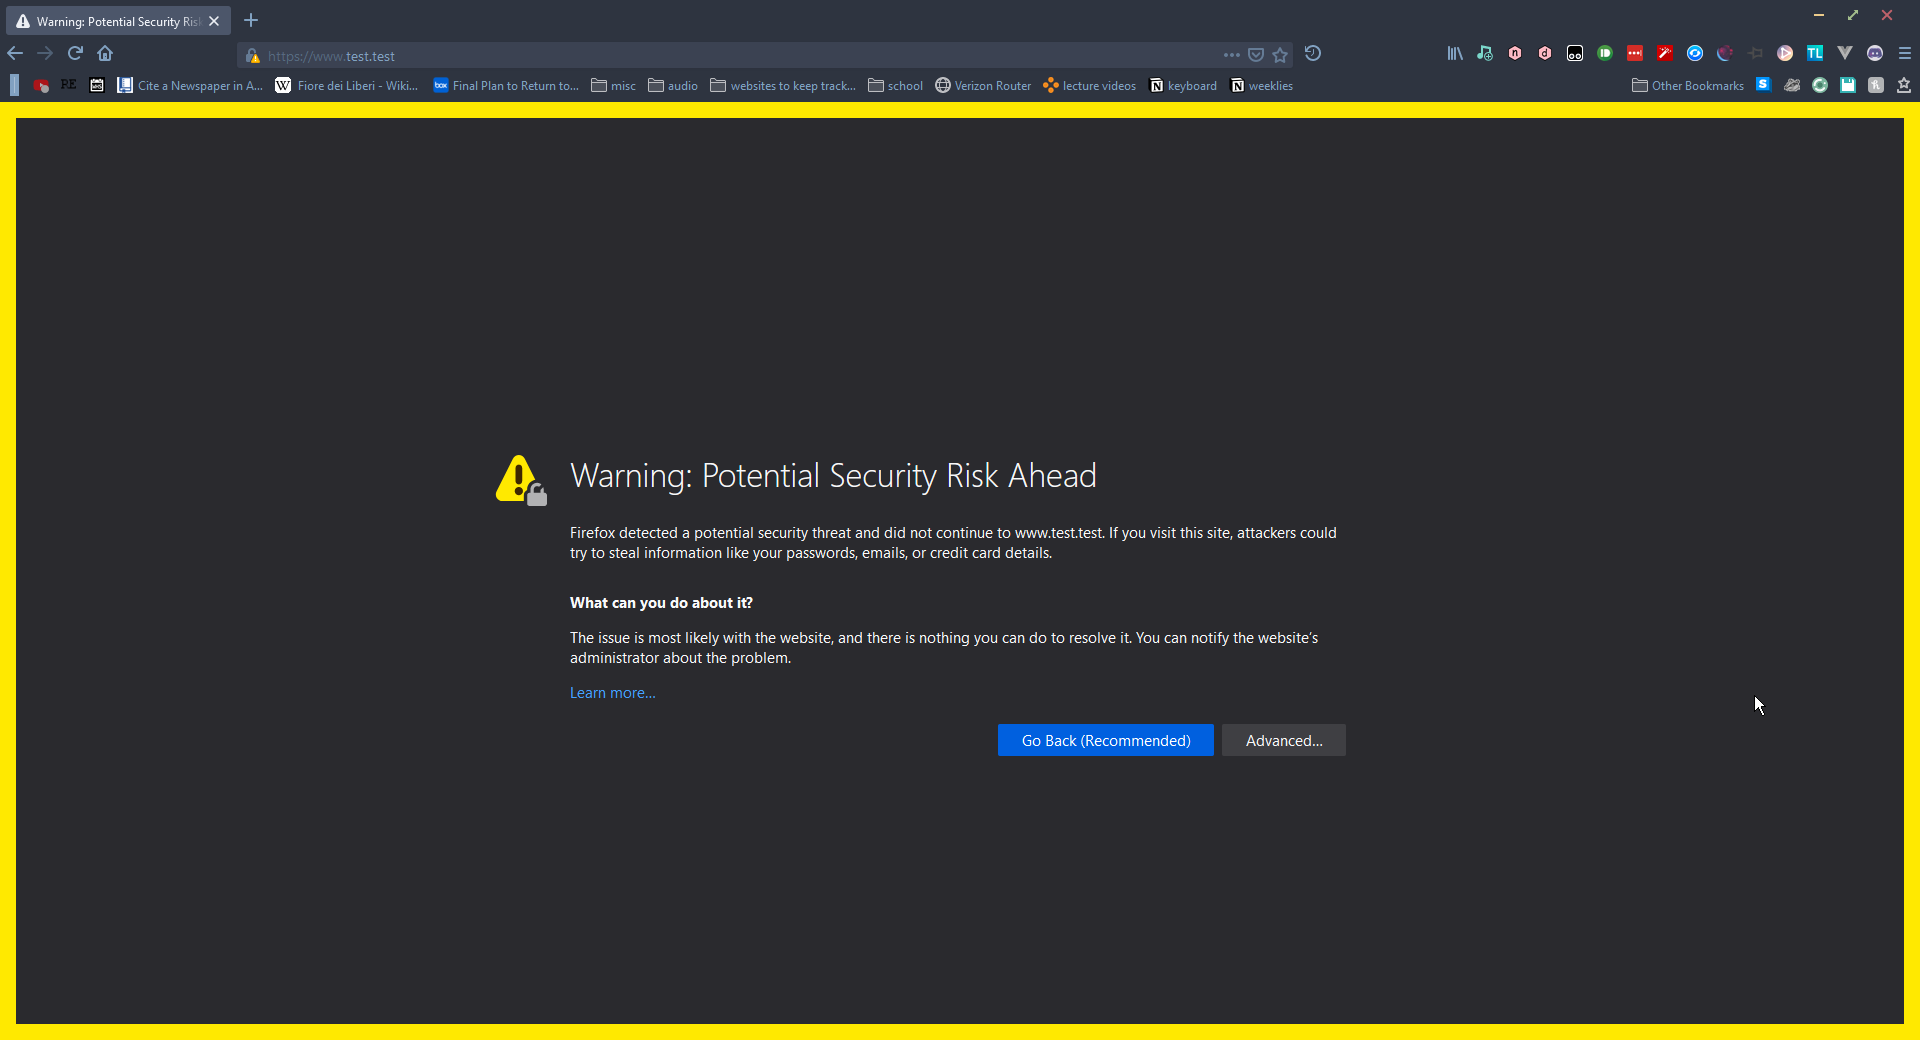 Warning: Potential Security Ris
https://www.test.test
RE
Cite a Newspaper in A...
W
Fiore dei Liberi - Wiki...
box
Final Plan to Return to...
misc
audio
websites to keep track...
school
Verizon Router
lecture videos
N
keyboard
N
weeklies
Other Bookmarks
S
n
d
TL
Warning: Potential Security Risk Ahead
Firefox detected a potential security threat and did not continue to www.test.test. If you visit this site, attackers could
try to steal information like your passwords, emails, or credit card details.
What can you do about it?
The issue is most likely with the website, and there is nothing you can do to resolve it. You can notify the website’s
administrator about the problem.
Learn more…
Go Back (Recommended)
Advanced...